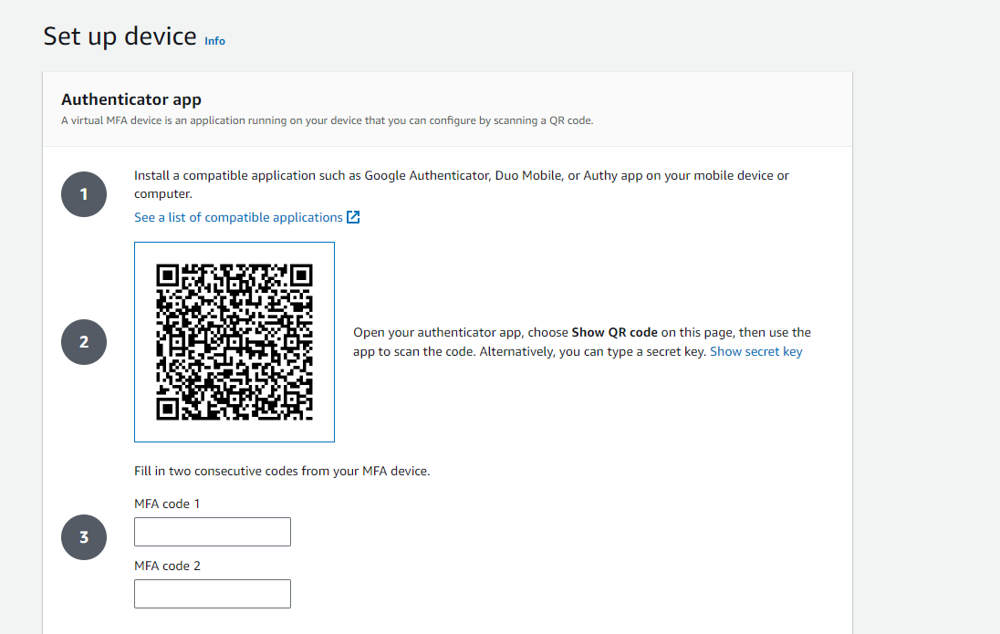 Set up device Info
Authenticator app
A virtual MFA device is an application running on your device that you can configure by scanning a QR code.
1
Install a compatible application such as Google Authenticator, Duo Mobile, or Authy app on your mobile device or
computer.
See a list of compatible applications
2
Open your authenticator app, choose Show QR code on this page, then use the
app to scan the code. Alternatively, you can type a secret key. Show secret key
Fill in two consecutive codes from your MFA device.
3
MFA code 1
MFA code 2